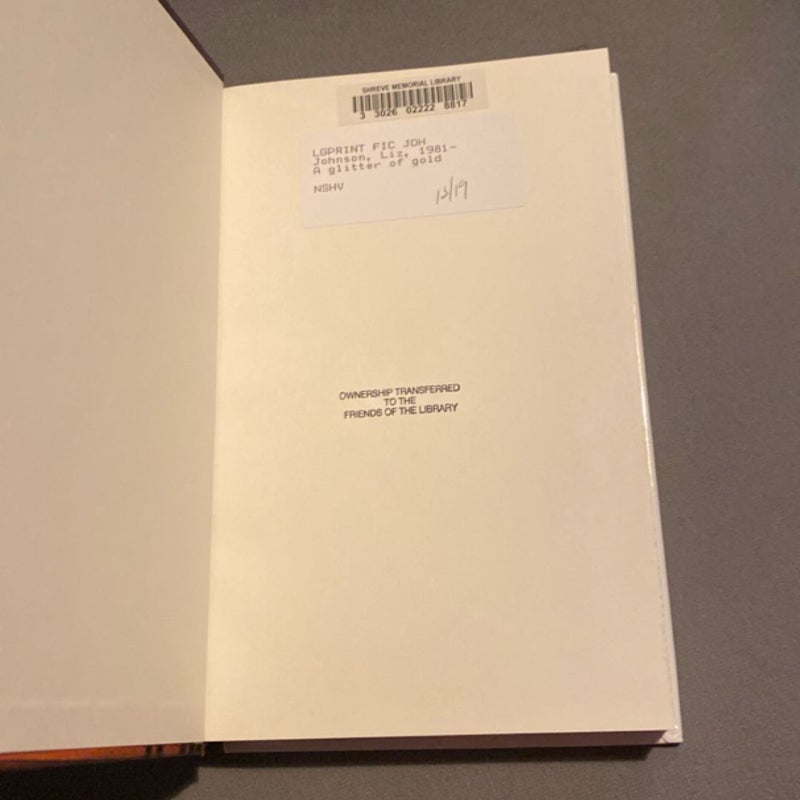 SHREVE MEMORIAL LIBRARY
3 3026 02222 8817
LGPRINT FIC JOH
Johnson, Liz, 1981-
A glitter of gold
NSHV
12/19
OWNERSHIP TRANSFERRED
TO THE
FRIENDS OF THE LIBRARY